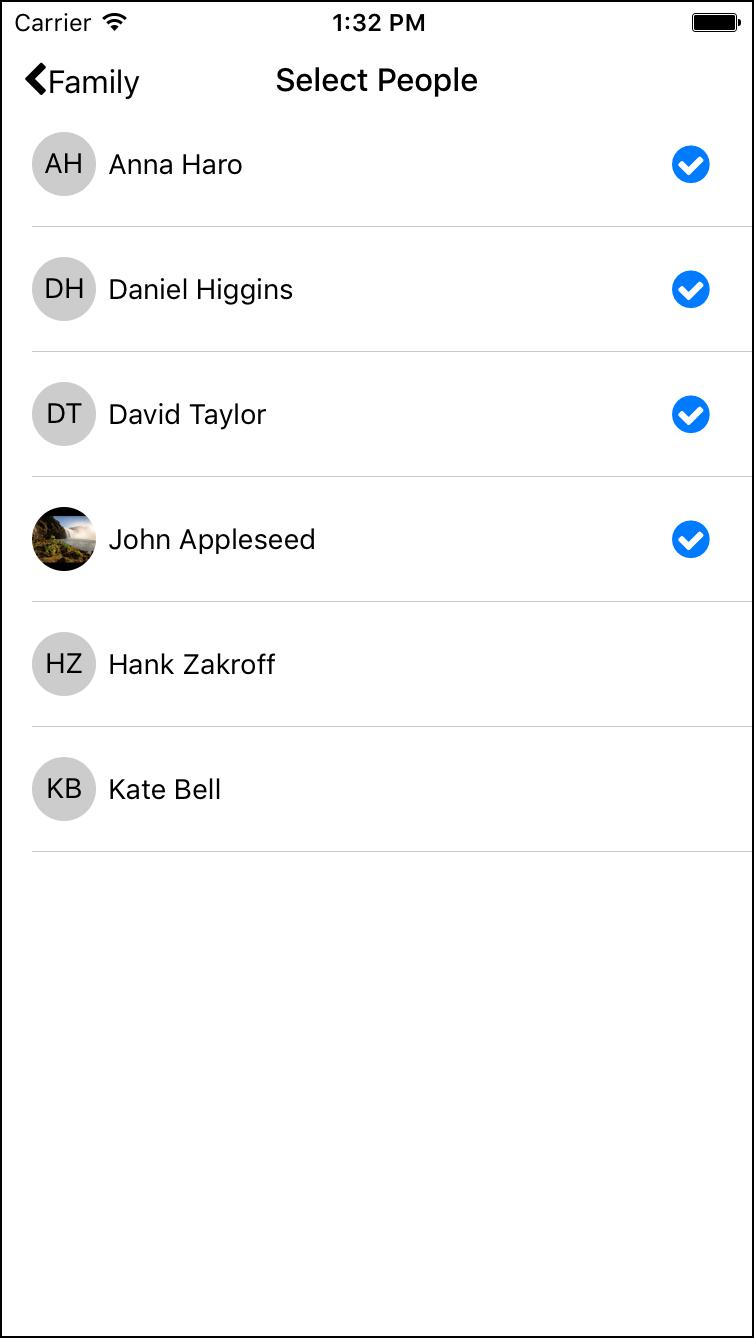 Carrier 1:32 PM
Family Select People
AH Anna Haro
DH Daniel Higgins
DT David Taylor
John Appleseed
HZ Hank Zakroff
KB Kate Bell